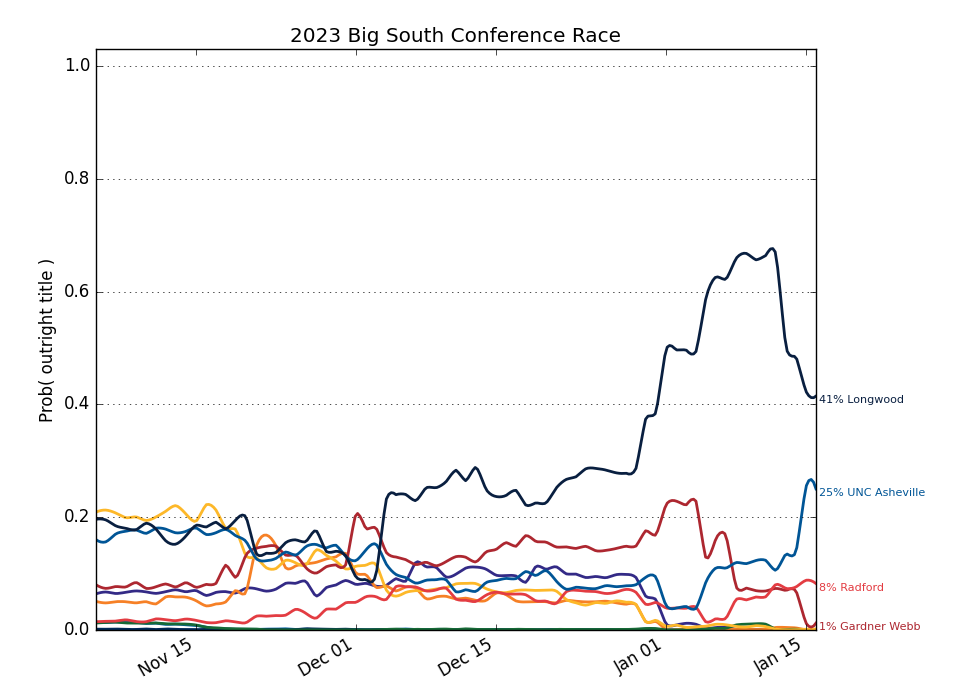 2023 Big South Conference Race
Prob( outright title )
1.0
0.8
0.6
0.4
0.2
0.0
Nov 15
Dec 01
Dec 15
Jan 01
Jan 15
41% Longwood
25% UNC Asheville
8% Radford
1% Gardner Webb